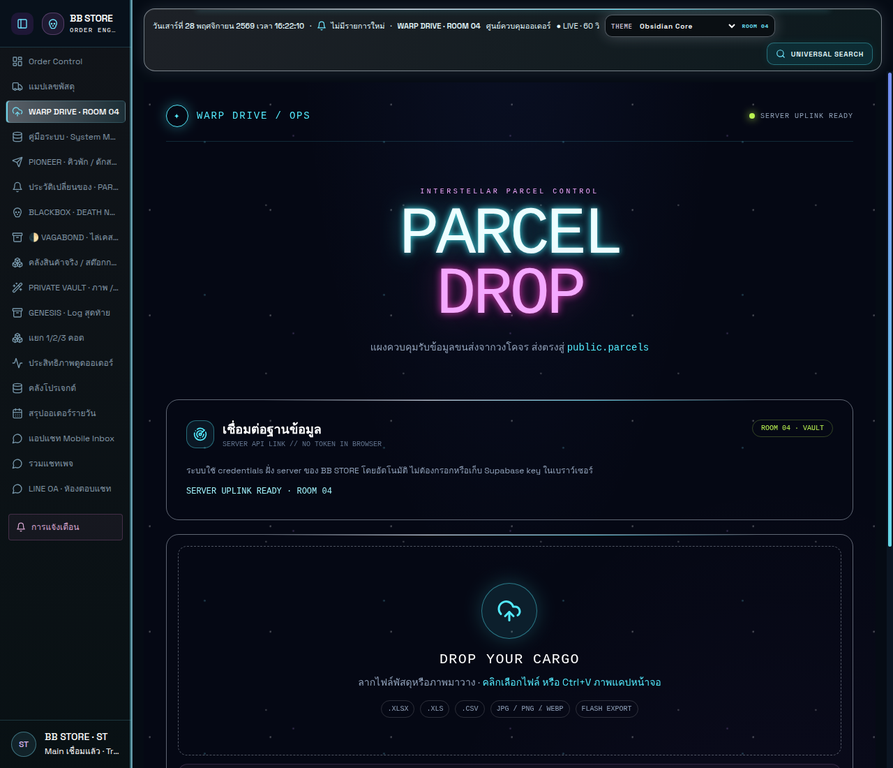 BB STORE
ORDER ENG...
Order Control
แมปเลขพัสดุ
WARP DRIVE · ROOM 04
คู่มือระบบ · System M...
PIONEER · คิวพัก / ดักส...
ประวัติเปลี่ยนของ · PAR...
BLACKBOX · DEATH N...
🌓 VAGABOND · ไล่เคส...
คลังสินค้าจริง / สต๊อกก...
PRIVATE VAULT · ภาพ /...
GENESIS · Log สุดท้าย
แยก 1/2/3 คอต
ประสิทธิภาพดูดออเดอร์
คลังโปรเจกต์
สรุปออเดอร์รายวัน
แอปแชท Mobile Inbox
รวมแชทเพจ
LINE OA · ห้องตอบแชท
การแจ้งเตือน
ST
BB STORE · ST
Main เชื่อมแล้ว · Tr...
วันเสาร์ที่ 28 พฤศจิกายน 2569 เวลา 16:22:10 · ไม่มีรายการใหม่ · WARP DRIVE · ROOM 04 ศูนย์ควบคุมออเดอร์ ● LIVE · 60 วิ
THEME Obsidian Core ROOM 04
UNIVERSAL SEARCH
WARP DRIVE / OPS
SERVER UPLINK READY
INTERSTELLAR PARCEL CONTROL
PARCEL
DROP
แผงควบคุมรับข้อมูลขนส่งจากวงโคจร ส่งตรงสู่ public.parcels
เชื่อมต่อฐานข้อมูล
SERVER API LINK // NO TOKEN IN BROWSER
ROOM 04 · VAULT
ระบบใช้ credentials ฝั่ง server ของ BB STORE โดยอัตโนมัติ ไม่ต้องกรอกหรือเก็บ Supabase key ในเบราว์เซอร์
SERVER UPLINK READY · ROOM 04
DROP YOUR CARGO
ลากไฟล์พัสดุหรือภาพมาวาง · คลิกเลือกไฟล์ หรือ Ctrl+V ภาพแคปหน้าจอ
.XLSX
.XLS
.CSV
JPG / PNG / WEBP
FLASH EXPORT